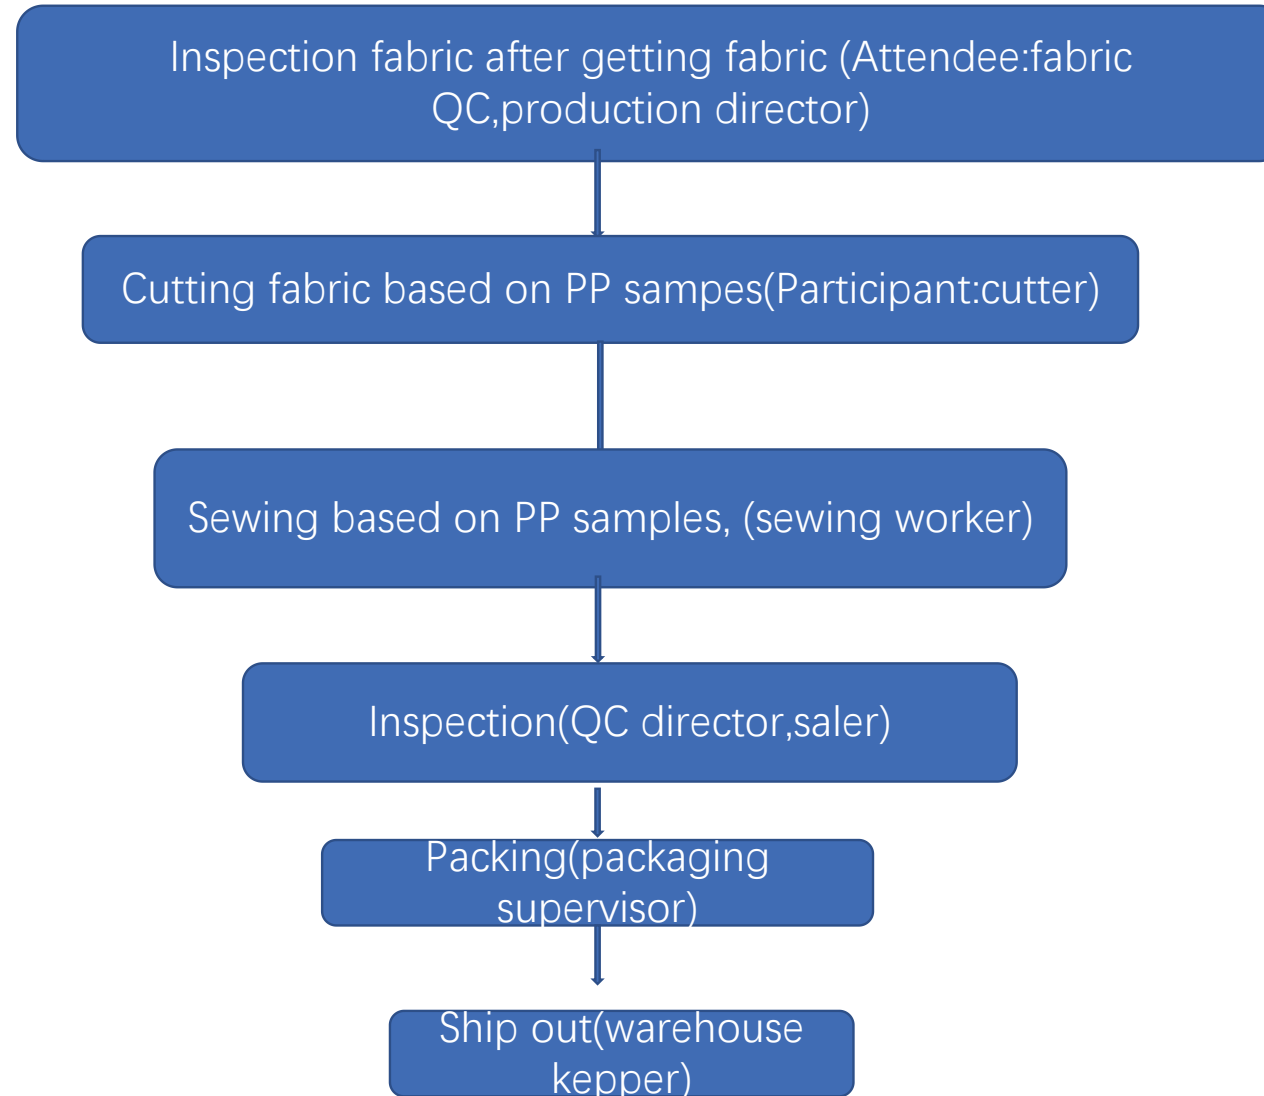 Inspection fabric after getting fabric (Attendee:fabric
QC,production director)
Cutting fabric based on PP sampes(Participant:cutter)
Sewing based on PP samples, (sewing worker)
Inspection(QC director,saler)
Packing(packaging
supervisor)
Ship out(warehouse
kepper)